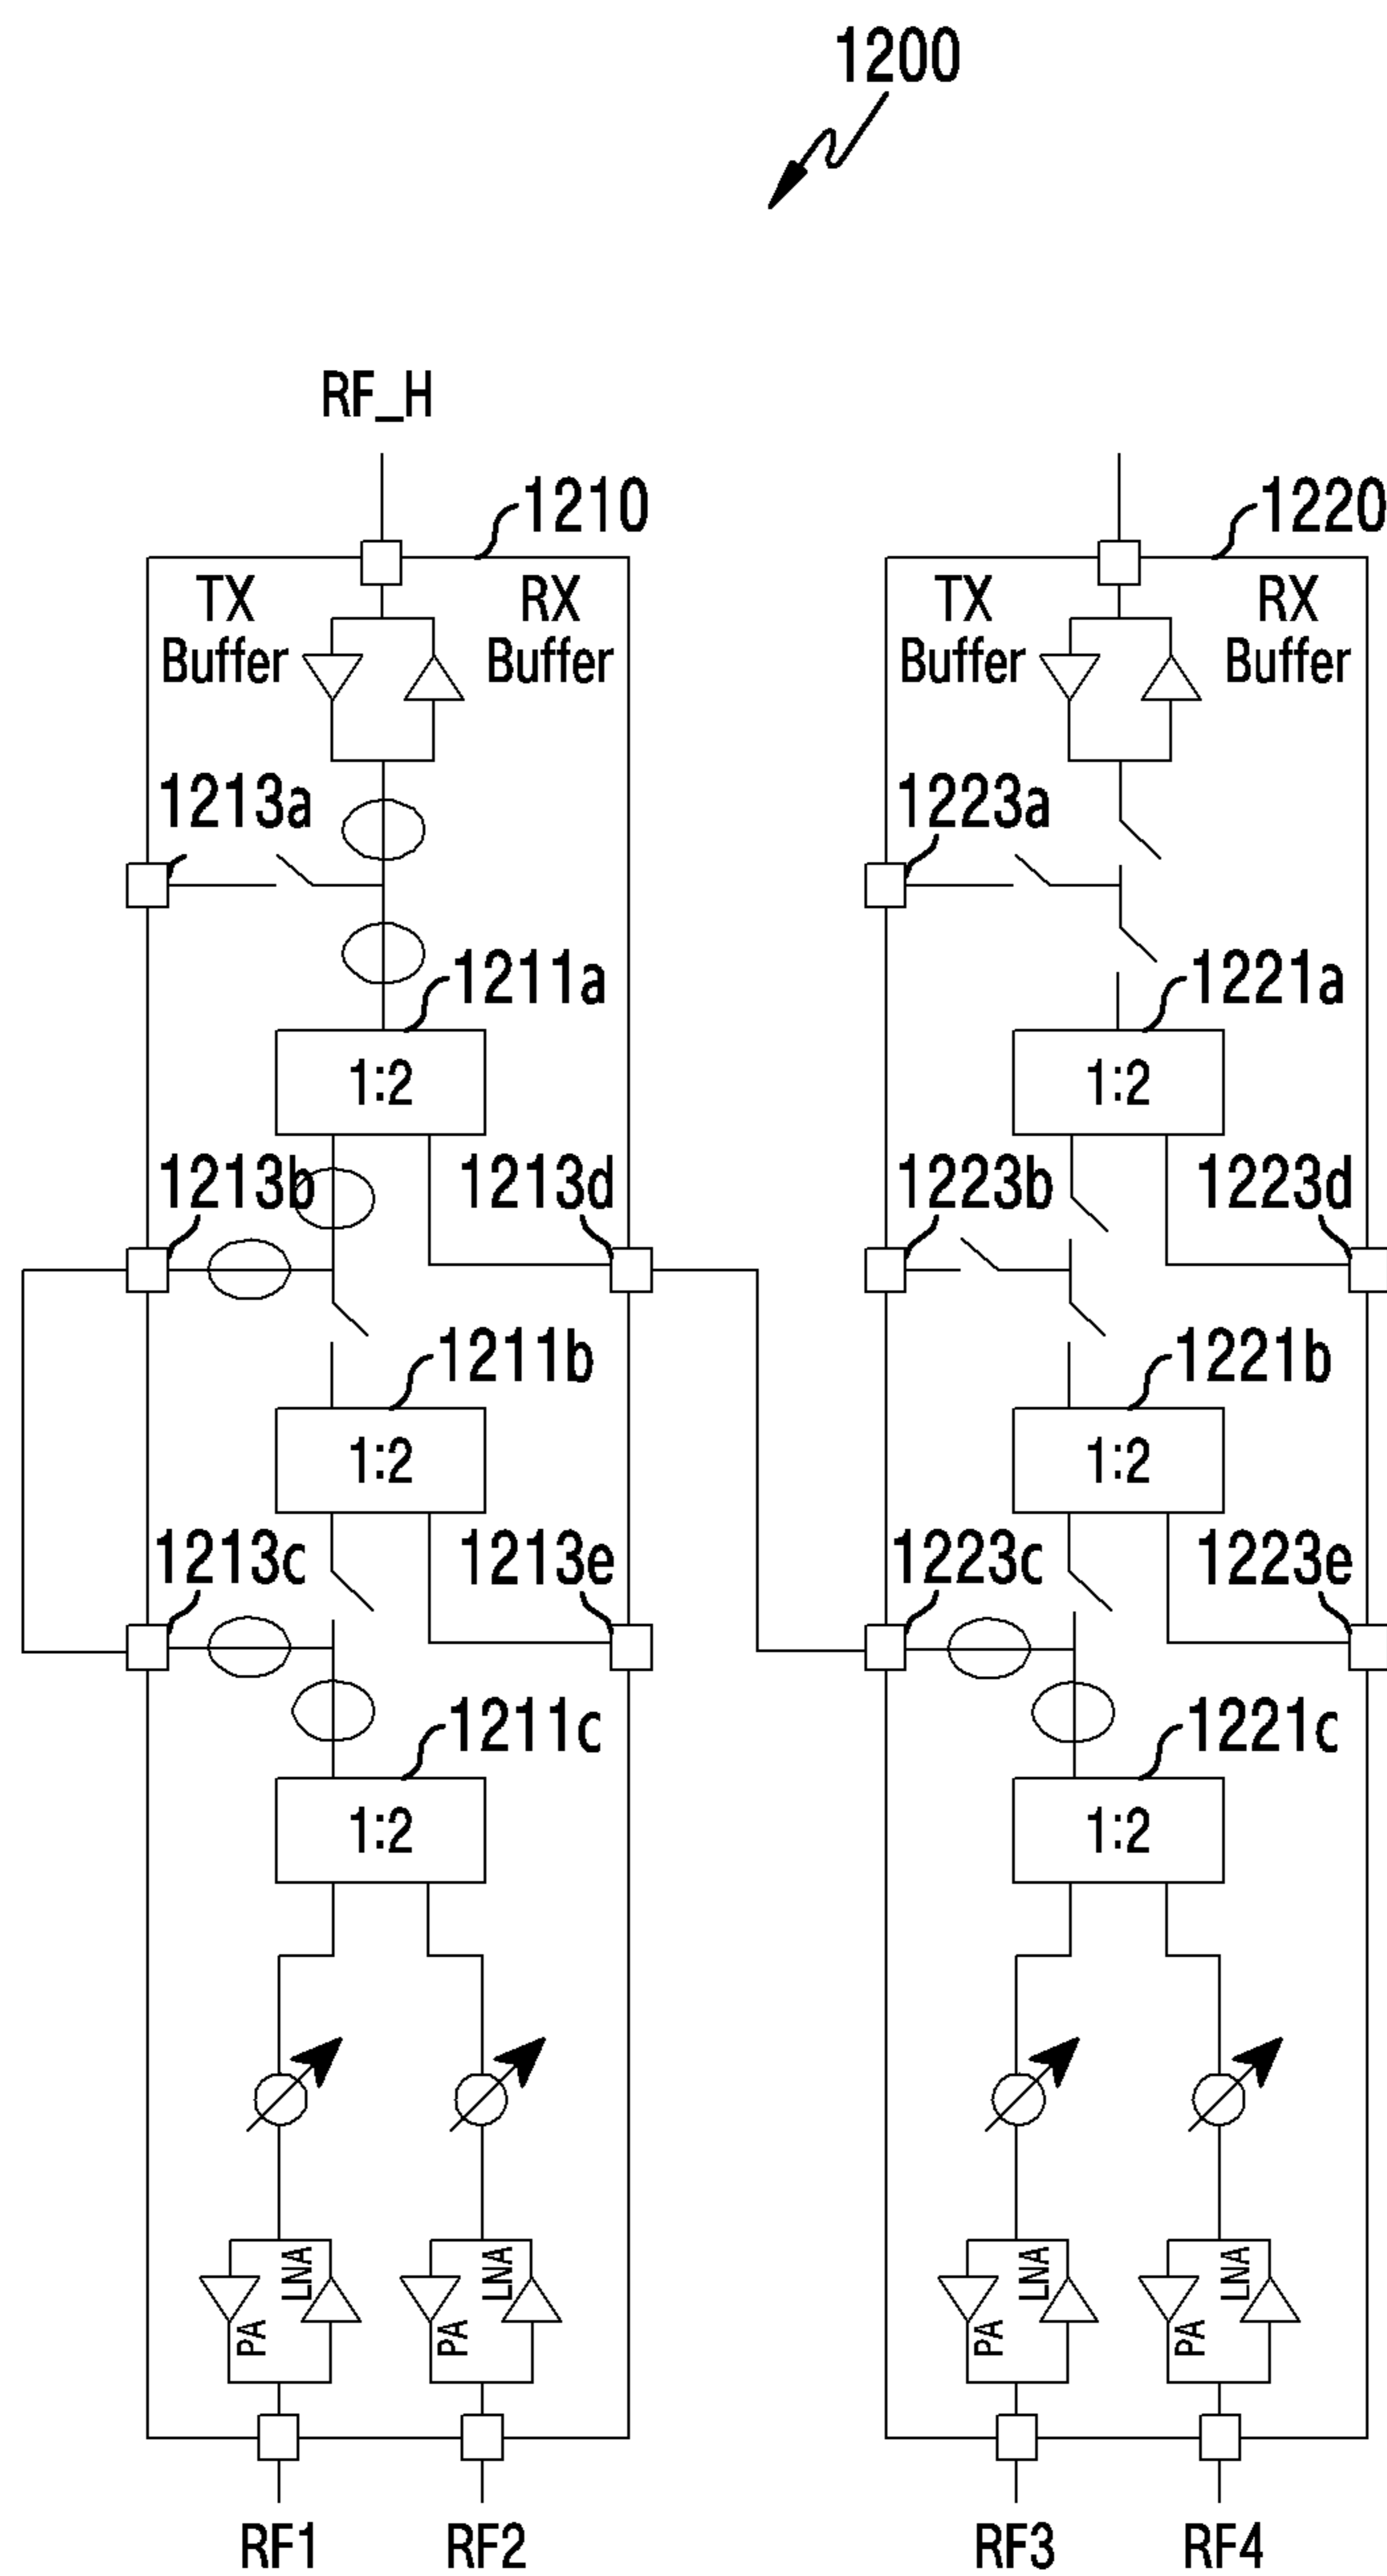 1200
RF_H
1210
1220
TX
Buffer
RX
Buffer
TX
Buffer
RX
Buffer
1213a
1223a
1211a
1221a
1:2
1:2
1213b
1213d
1223b
1223d
1211b
1221b
1:2
1:2
1213c
1213e
1223c
1223e
1211c
1221c
1:2
1:2
PA
LNA
PA
LNA
PA
LNA
PA
LNA
RF1
RF2
RF3
RF4